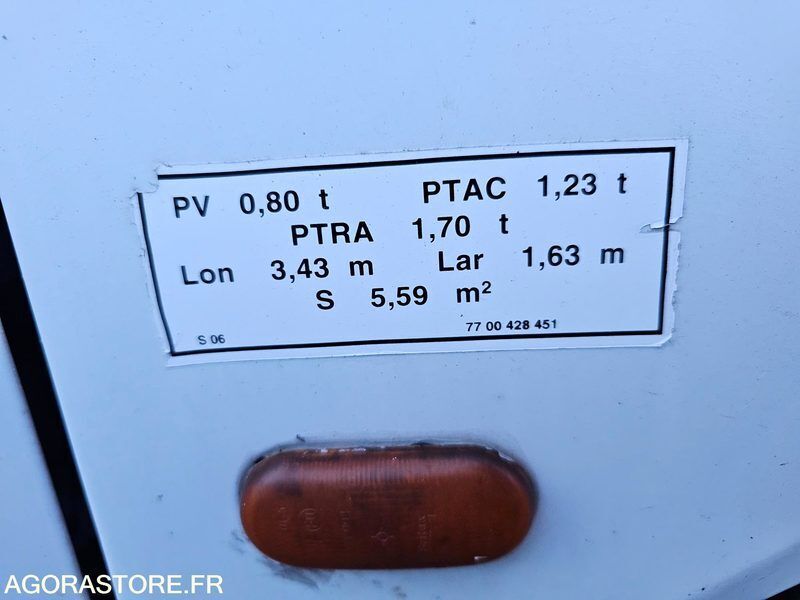 PV 0,80 t PTAC 1,23 t
PTRA 1,70 t
Lon 3,43 m Lar 1,63 m
S 5,59 m²
S 06 77 00 428 451
AGORASTORE.FR